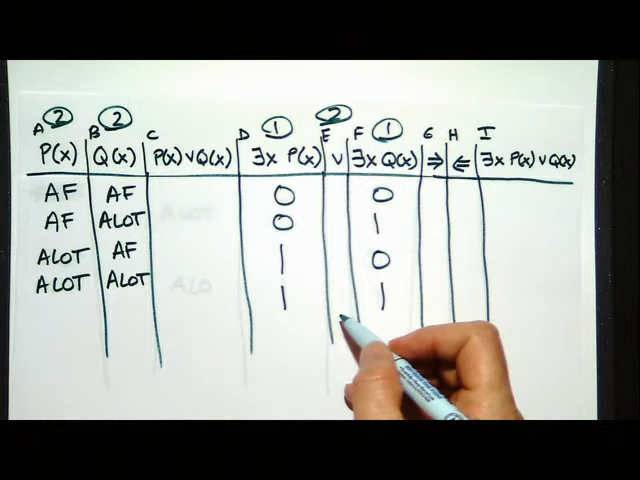 ② ② ① ② ①
A B C D E F G H I
P(x) Q(x) P(x) ∨ Q(x) ∃x P(x) ∨ ∃x Q(x) ⇒ ⇐ ∃x P(x) ∨ Q(x)
AF AF 0 0
AF ALOT 0 1
ALOT AF 1 0
ALOT ALOT 1 1